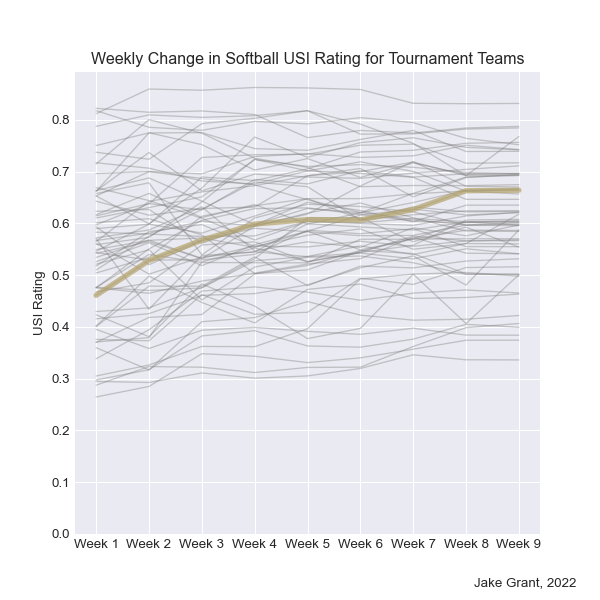 Weekly Change in Softball USI Rating for Tournament Teams
USI Rating
0.8
0.7
0.6
0.5
0.4
0.3
0.2
0.1
0.0
Week 1 Week 2 Week 3 Week 4 Week 5 Week 6 Week 7 Week 8 Week 9
Jake Grant, 2022